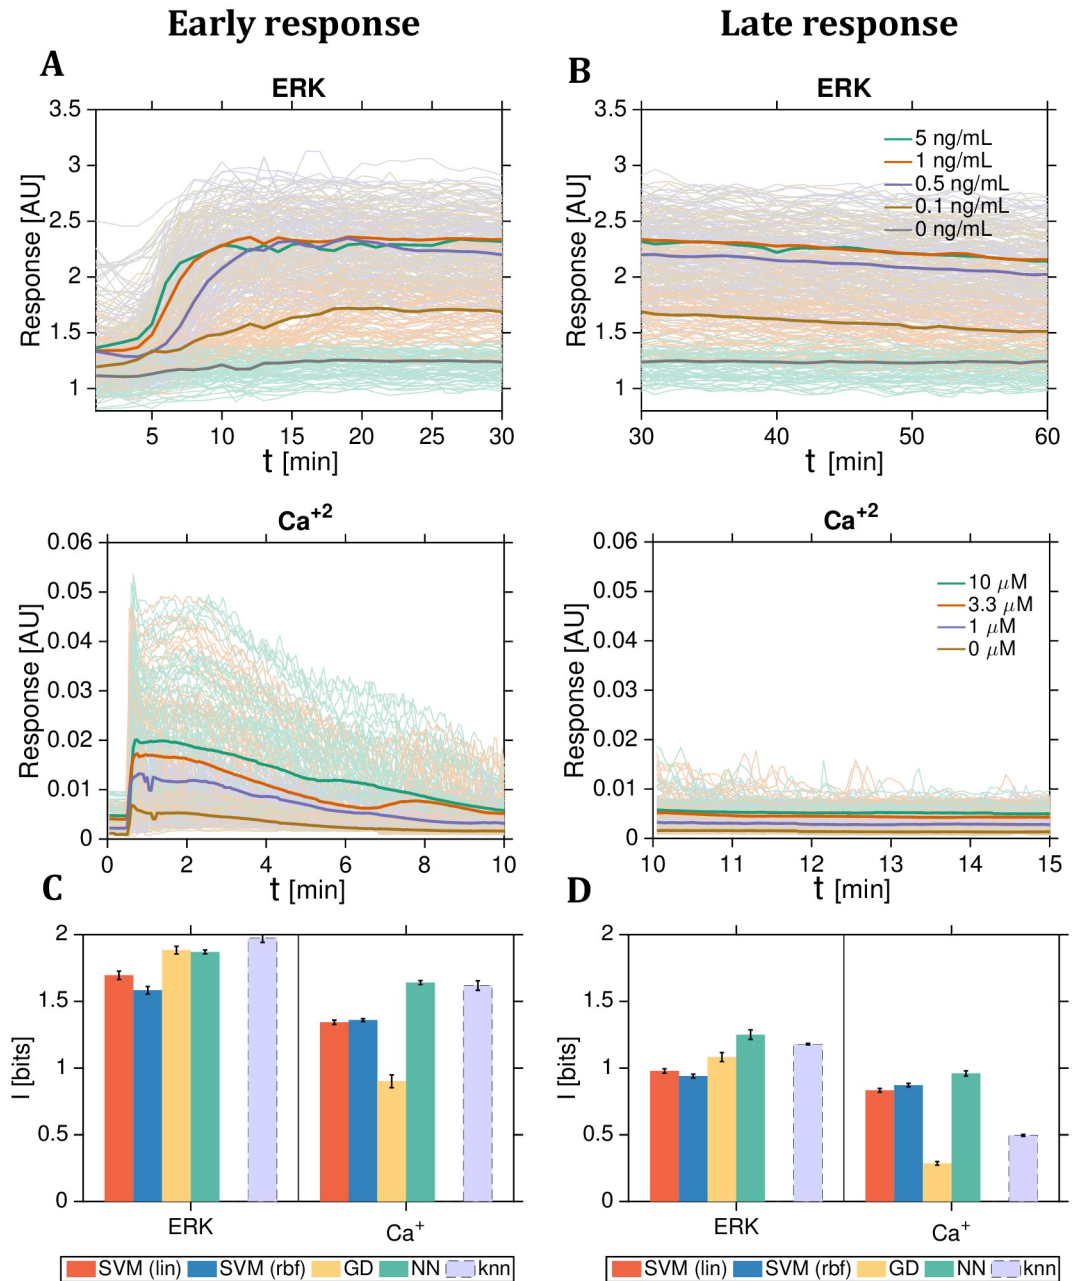 Early response
Late response
A
ERK
3.5
3
2.5
2
1.5
1
Response [AU]
5 10 15 20 25 30
t [min]
B
ERK
3.5
3
2.5
2
1.5
1
Response [AU]
5 ng/mL
1 ng/mL
0.5 ng/mL
0.1 ng/mL
0 ng/mL
30 40 50 60
t [min]
Ca+2
0.06
0.05
0.04
0.03
0.02
0.01
0
Response [AU]
0 2 4 6 8 10
t [min]
Ca+2
0.06
0.05
0.04
0.03
0.02
0.01
0
Response [AU]
10 μM
3.3 μM
1 μM
0 μM
10 11 12 13 14 15
t [min]
C
2
1.5
1
0.5
0
I [bits]
ERK Ca+
SVM (lin) SVM (rbf) GD NN knn
D
2
1.5
1
0.5
0
I [bits]
ERK Ca+
SVM (lin) SVM (rbf) GD NN knn